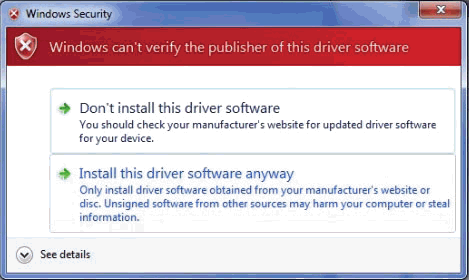 Windows Security
Windows can't verify the publisher of this driver software
Don't install this driver software
You should check your manufacturer's website for updated driver software
for your device.
Install this driver software anyway
Only install driver software obtained from your manufacturer's website or
disc. Unsigned software from other sources may harm your computer or steal
information.
See details